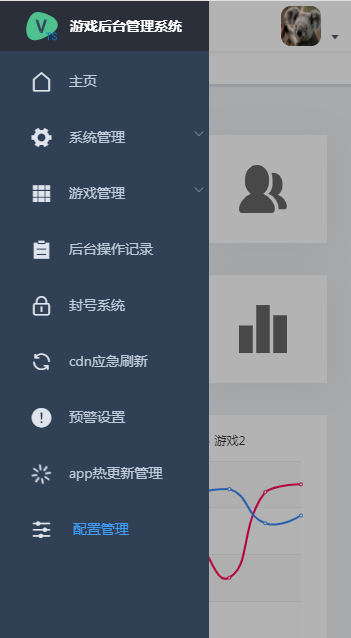 V
TS
游戏后台管理系统
主页
系统管理
游戏管理
后台操作记录
封号系统
cdn应急刷新
预警设置
app热更新管理
配置管理
游戏2